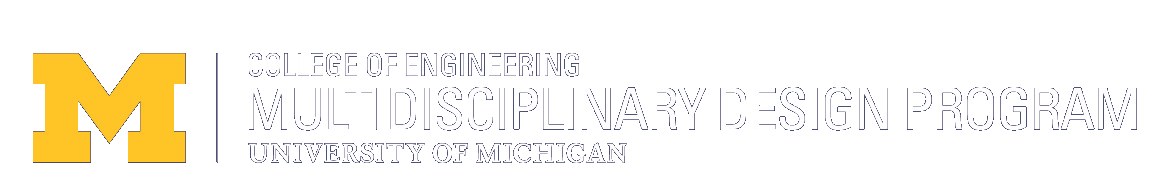 M
COLLEGE OF ENGINEERING
MULTIDISCIPLINARY DESIGN PROGRAM
UNIVERSITY OF MICHIGAN